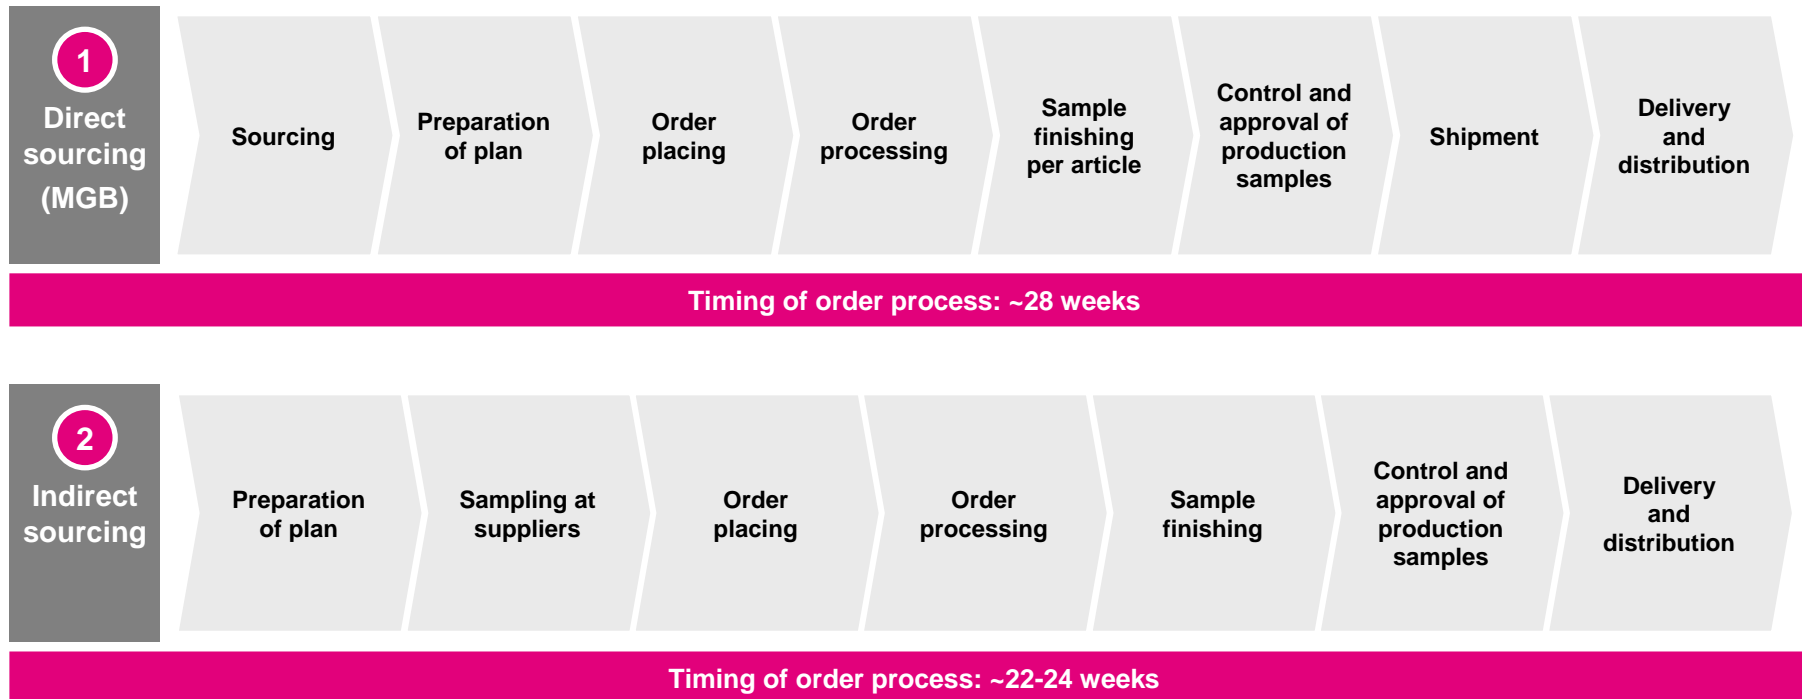 1
Direct
sourcing
(MGB)
Sourcing
Preparation
of plan
Order
placing
Order
processing
Sample
finishing
per article
Control and
approval of
production
samples
Shipment
Delivery
and
distribution
Timing of order process: ~28 weeks
2
Indirect
sourcing
Preparation
of plan
Sampling at
suppliers
Order
placing
Order
processing
Sample
finishing
Control and
approval of
production
samples
Delivery
and
distribution
Timing of order process: ~22-24 weeks